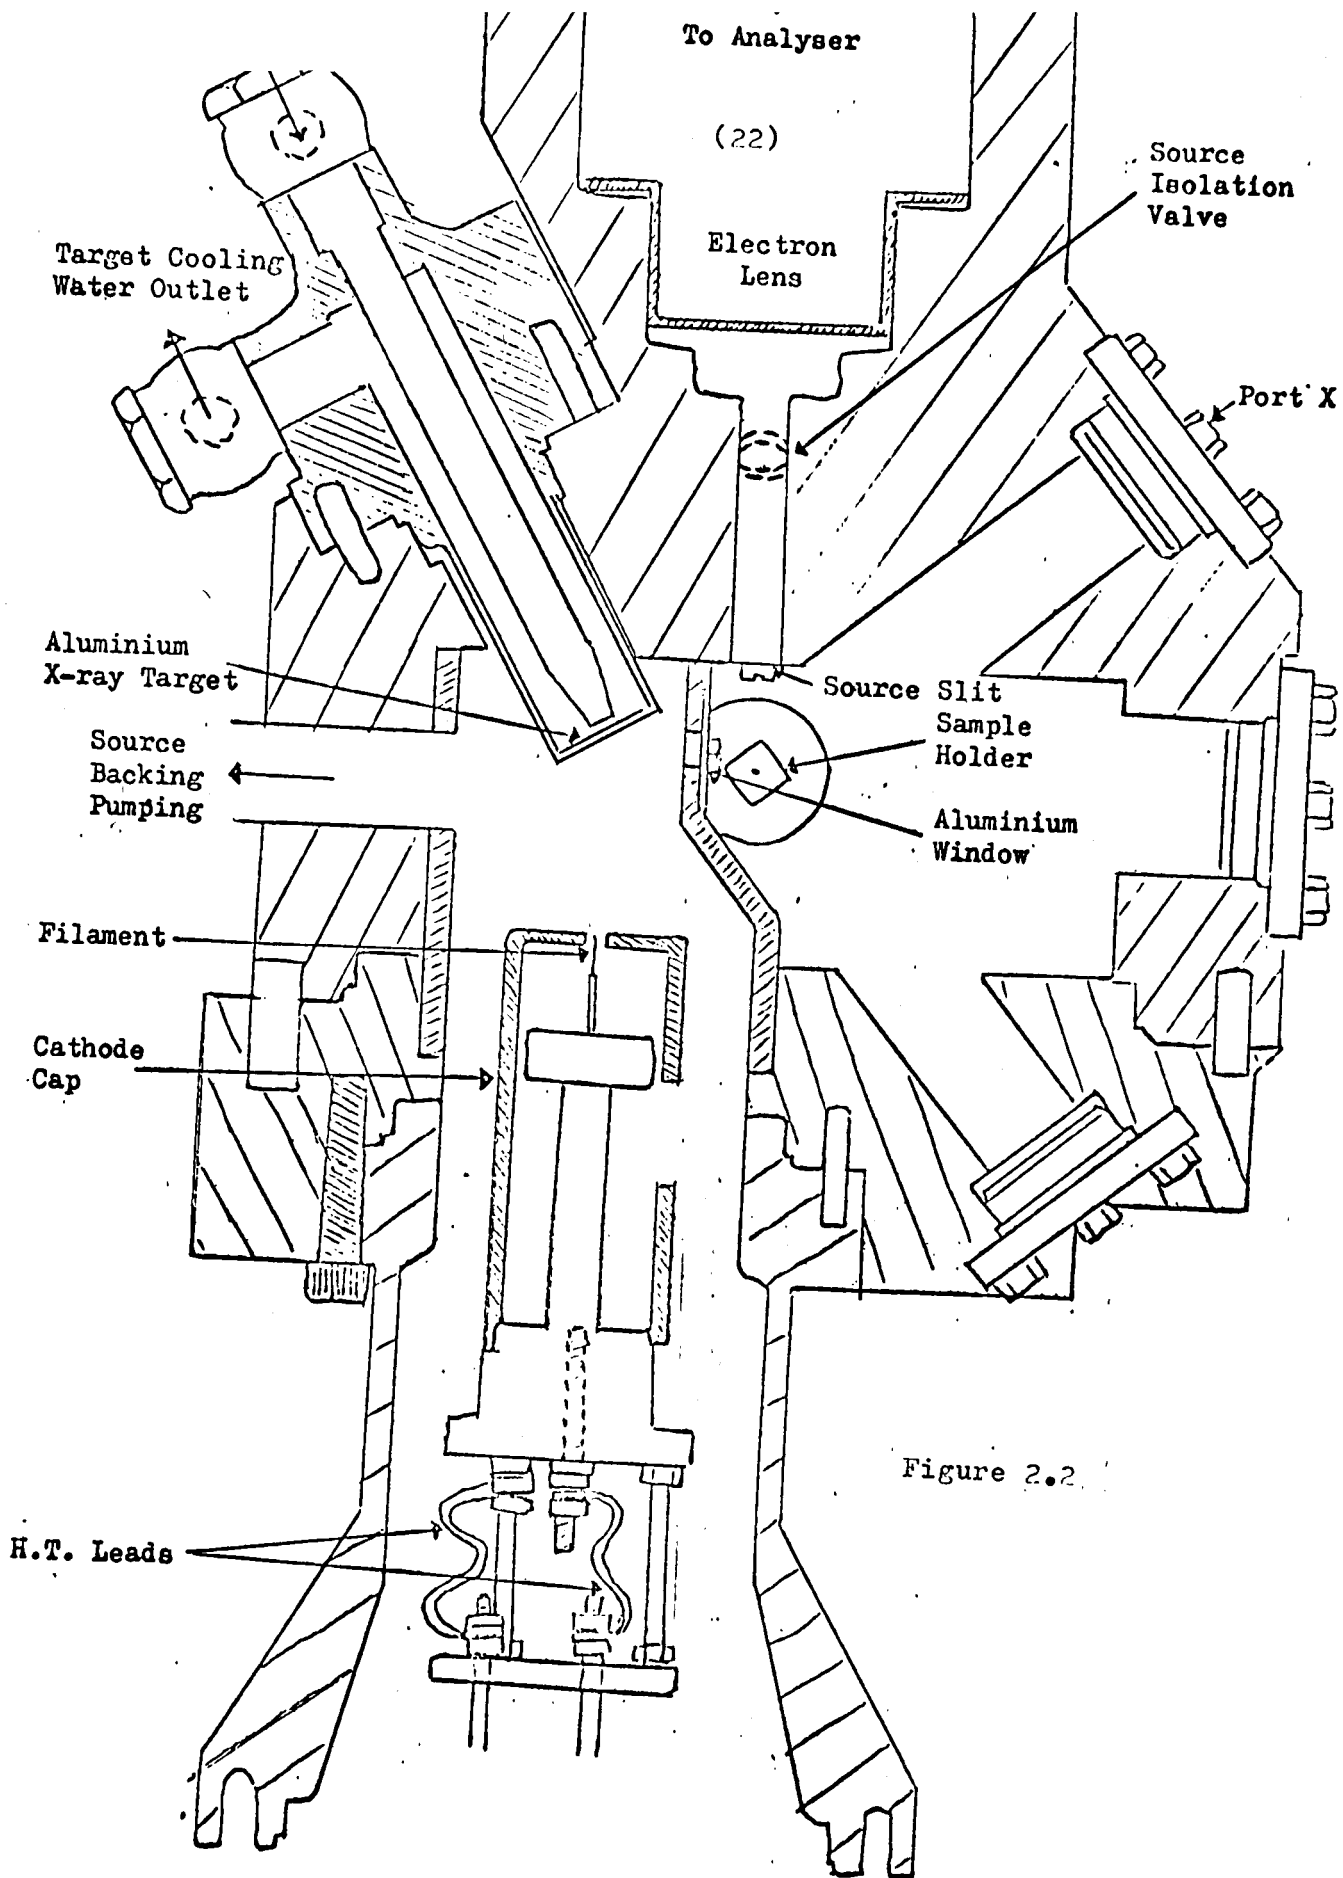 To Analyser
(22)
Source
Isolation
Valve
Target Cooling
Water Outlet
Electron
Lens
Port X
Aluminium
X-ray Target
Source Slit
Sample
Holder
Source
Backing
Pumping
Aluminium
Window
Filament
Cathode
Cap
Figure 2.2
H.T. Leads